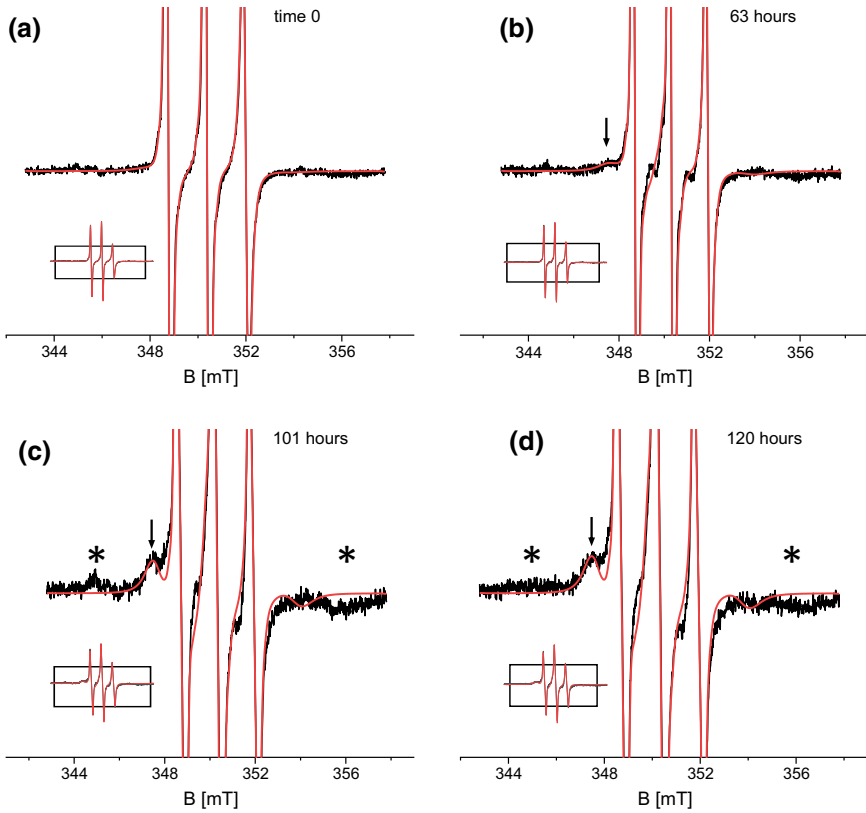 (a)
time 0
344 348 352 356
B [mT]
(b)
63 hours
344 348 352 356
B [mT]
(c)
101 hours
* *
344 348 352 356
B [mT]
(d)
120 hours
* *
344 348 352 356
B [mT]